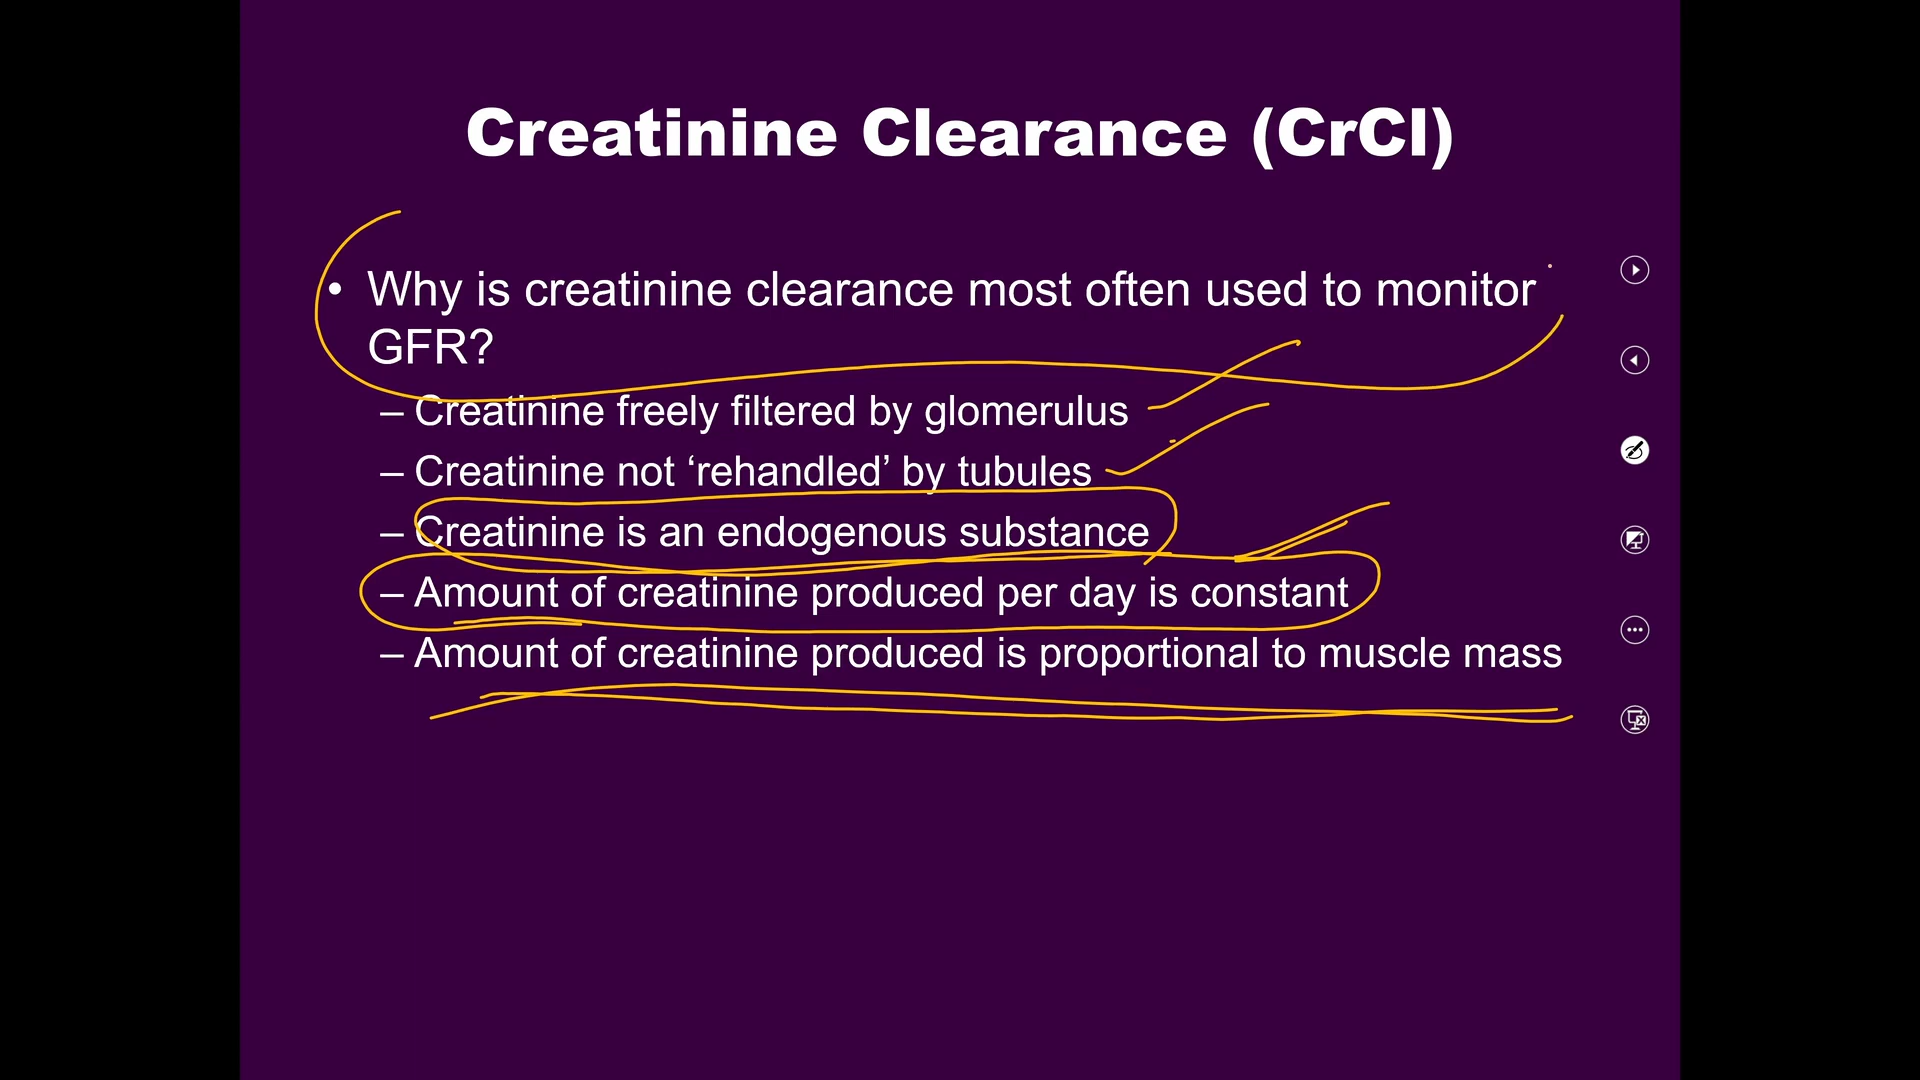 Creatinine Clearance (CrCl)
• Why is creatinine clearance most often used to monitor
GFR?
– Creatinine freely filtered by glomerulus
– Creatinine not ‘rehandled’ by tubules
– Creatinine is an endogenous substance
– Amount of creatinine produced per day is constant
– Amount of creatinine produced is proportional to muscle mass